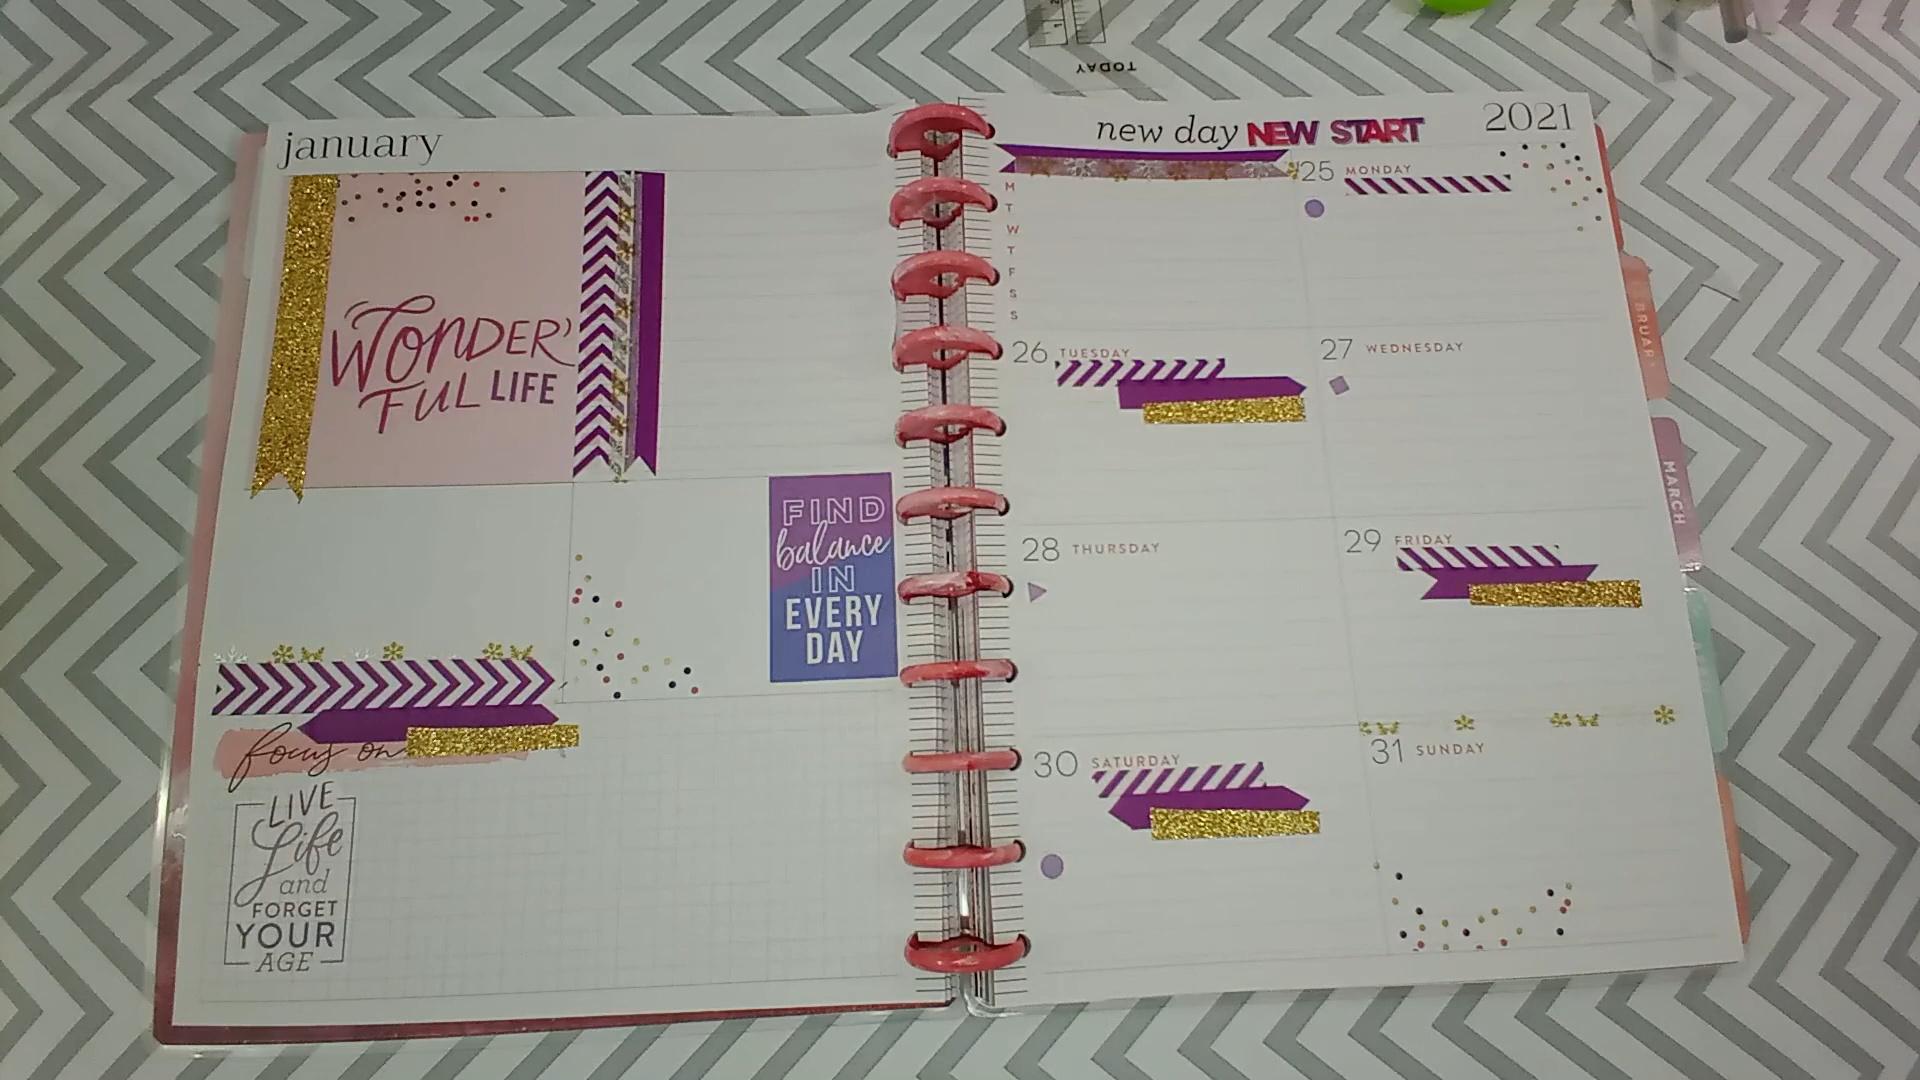 TODAY
january
WONDER'
FUL LIFE
FIND
balance
IN
EVERY
DAY
focus on
LIVE
Life
and
FORGET
YOUR
AGE
new day NEW START
2021
M
T
W
T
F
S
S
25 MONDAY
26 TUESDAY
27 WEDNESDAY
28 THURSDAY
29 FRIDAY
30 SATURDAY
31 SUNDAY
BRUAR
MARCH